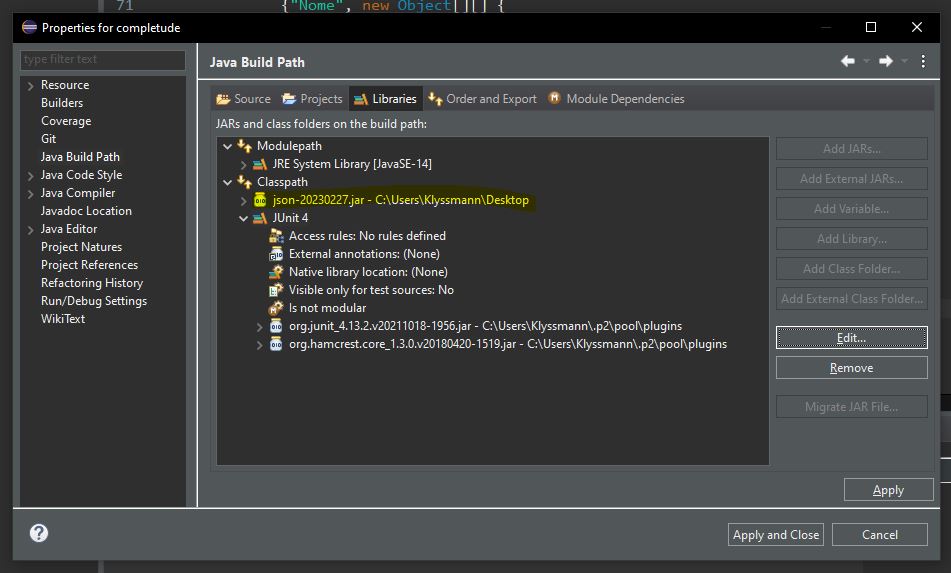 71 {"Nome", new Object[][] {
Properties for completude
type filter text
Resource
Builders
Coverage
Git
Java Build Path
Java Code Style
Java Compiler
Javadoc Location
Java Editor
Project Natures
Project References
Refactoring History
Run/Debug Settings
WikiText
Java Build Path
Source Projects Libraries Order and Export Module Dependencies
JARs and class folders on the build path:
Modulepath
JRE System Library [JavaSE-14]
Classpath
json-20230227.jar - C:\Users\Klyssmann\Desktop
JUnit 4
Access rules: No rules defined
External annotations: (None)
Native library location: (None)
Visible only for test sources: No
Is not modular
org.junit_4.13.2.v20211018-1956.jar - C:\Users\Klyssmann\.p2\pool\plugins
org.hamcrest.core_1.3.0.v20180420-1519.jar - C:\Users\Klyssmann\.p2\pool\plugins
Add JARs...
Add External JARs...
Add Variable...
Add Library...
Add Class Folder...
Add External Class Folder...
Edit...
Remove
Migrate JAR File...
Apply
Apply and Close Cancel